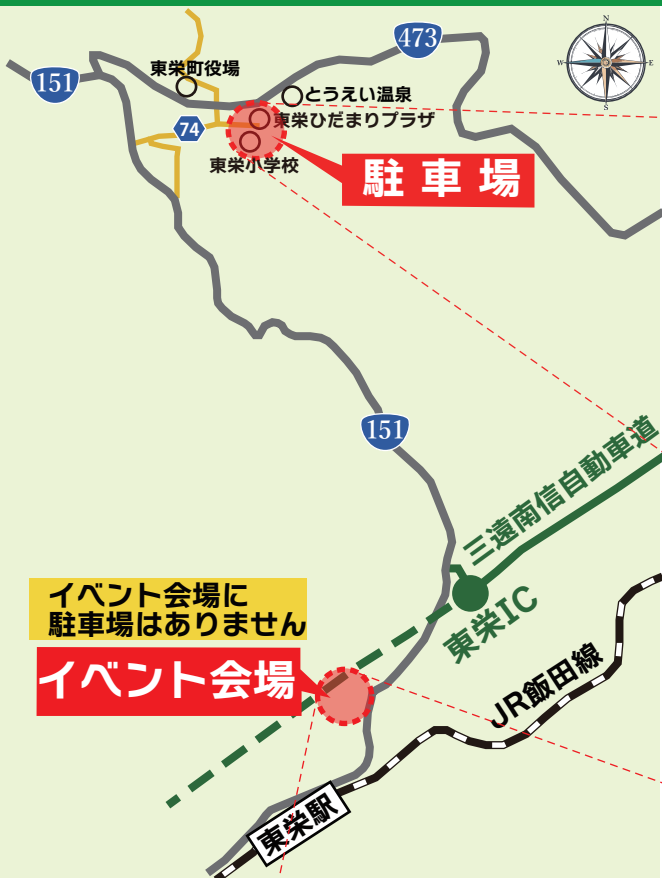 N
W
E
S
473
151
東栄町役場
とうえい温泉
東栄ひだまりプラザ
74
東栄小学校
駐車場
151
三遠南信自動車道
東栄IC
イベント会場に
駐車場はありません
イベント会場
JR飯田線
東栄駅